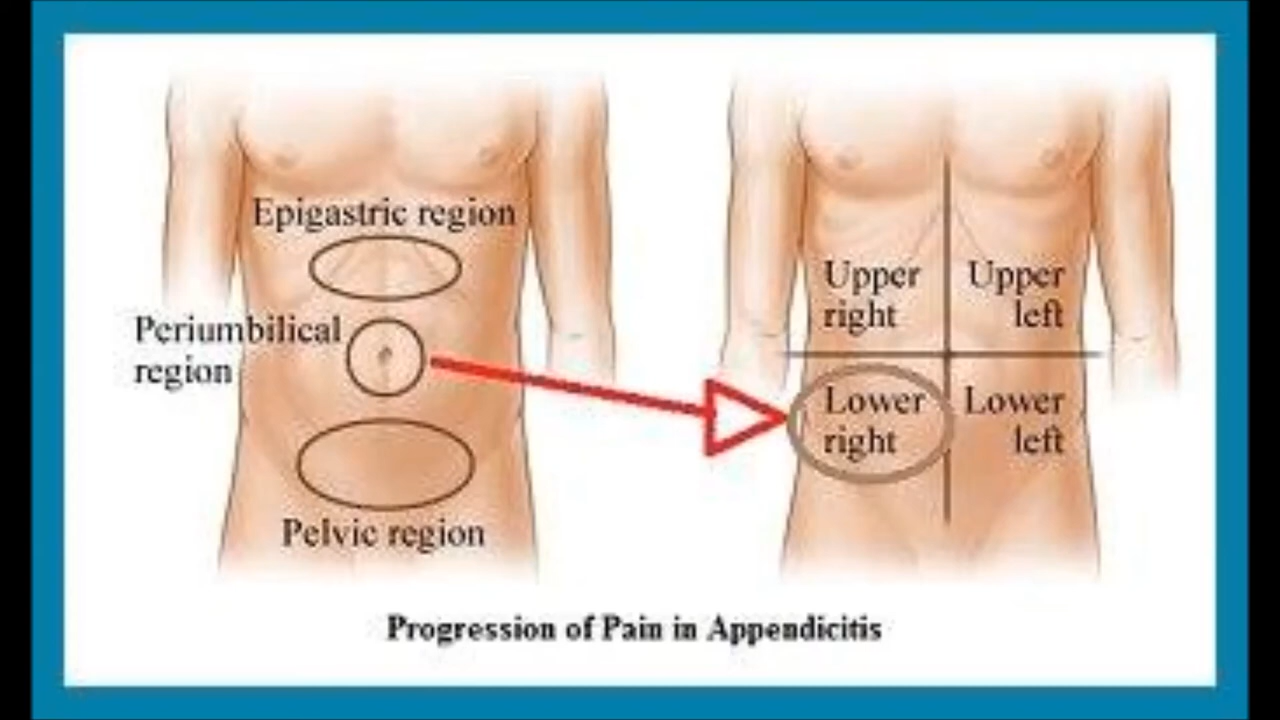 Epigastric region
Periumbilical
region
Pelvic region
Upper
right
Upper
left
Lower
right
Lower
left
Progression of Pain in Appendicitis